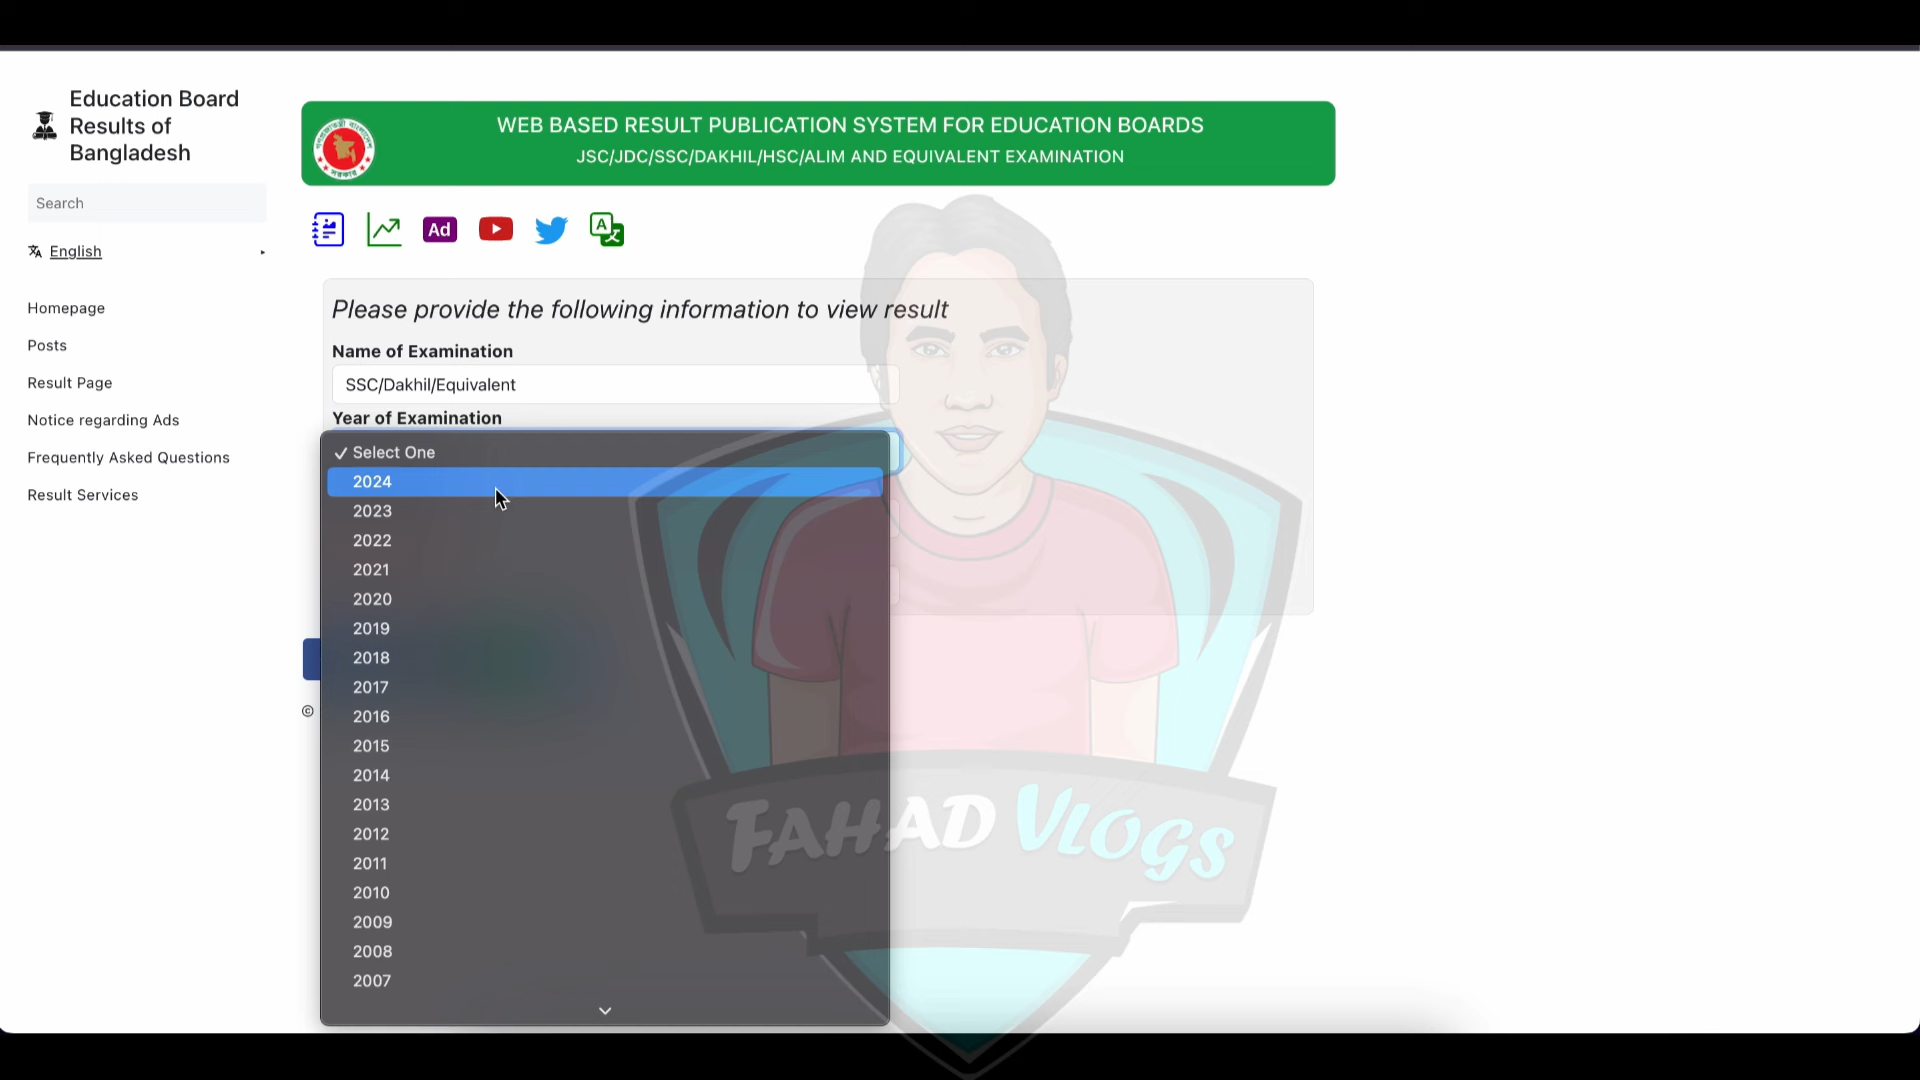 Education Board
Results of
Bangladesh
Search
English
Homepage
Posts
Result Page
Notice regarding Ads
Frequently Asked Questions
Result Services
WEB BASED RESULT PUBLICATION SYSTEM FOR EDUCATION BOARDS
JSC/JDC/SSC/DAKHIL/HSC/ALIM AND EQUIVALENT EXAMINATION
Ad
Please provide the following information to view result
Name of Examination
SSC/Dakhil/Equivalent
Year of Examination
✓ Select One
2024
2023
2022
2021
2020
2019
2018
2017
2016
2015
2014
2013
2012
2011
2010
2009
2008
2007
©
FAHAD VLOGS